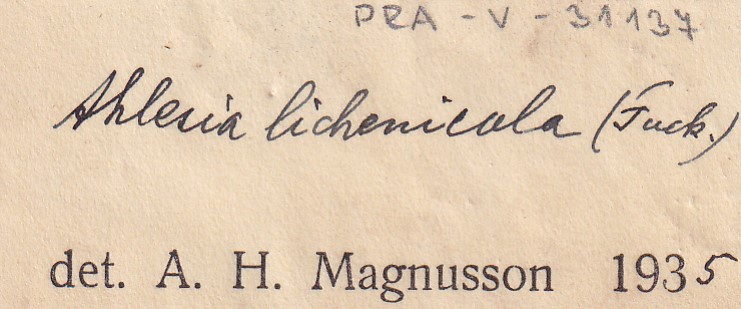 PRA - V - 31137
Ahlesia lichenicola (Fuck.)
det. A. H. Magnusson 1935